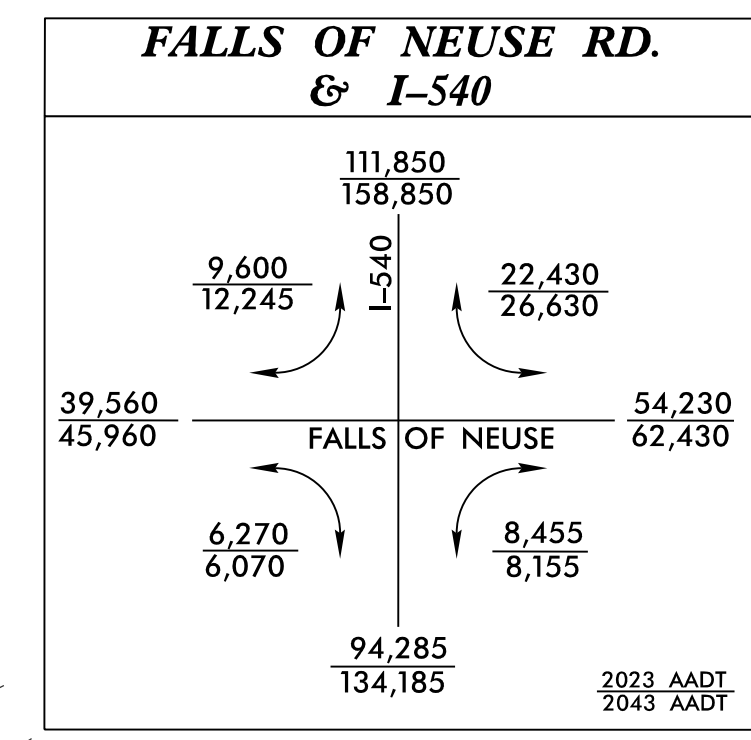 FALLS OF NEUSE RD.
& I–540
111,850
158,850
I–540
9,600
12,245
22,430
26,630
39,560
45,960
54,230
62,430
FALLS OF NEUSE
6,270
6,070
8,455
8,155
94,285
134,185
2023 AADT
2043 AADT